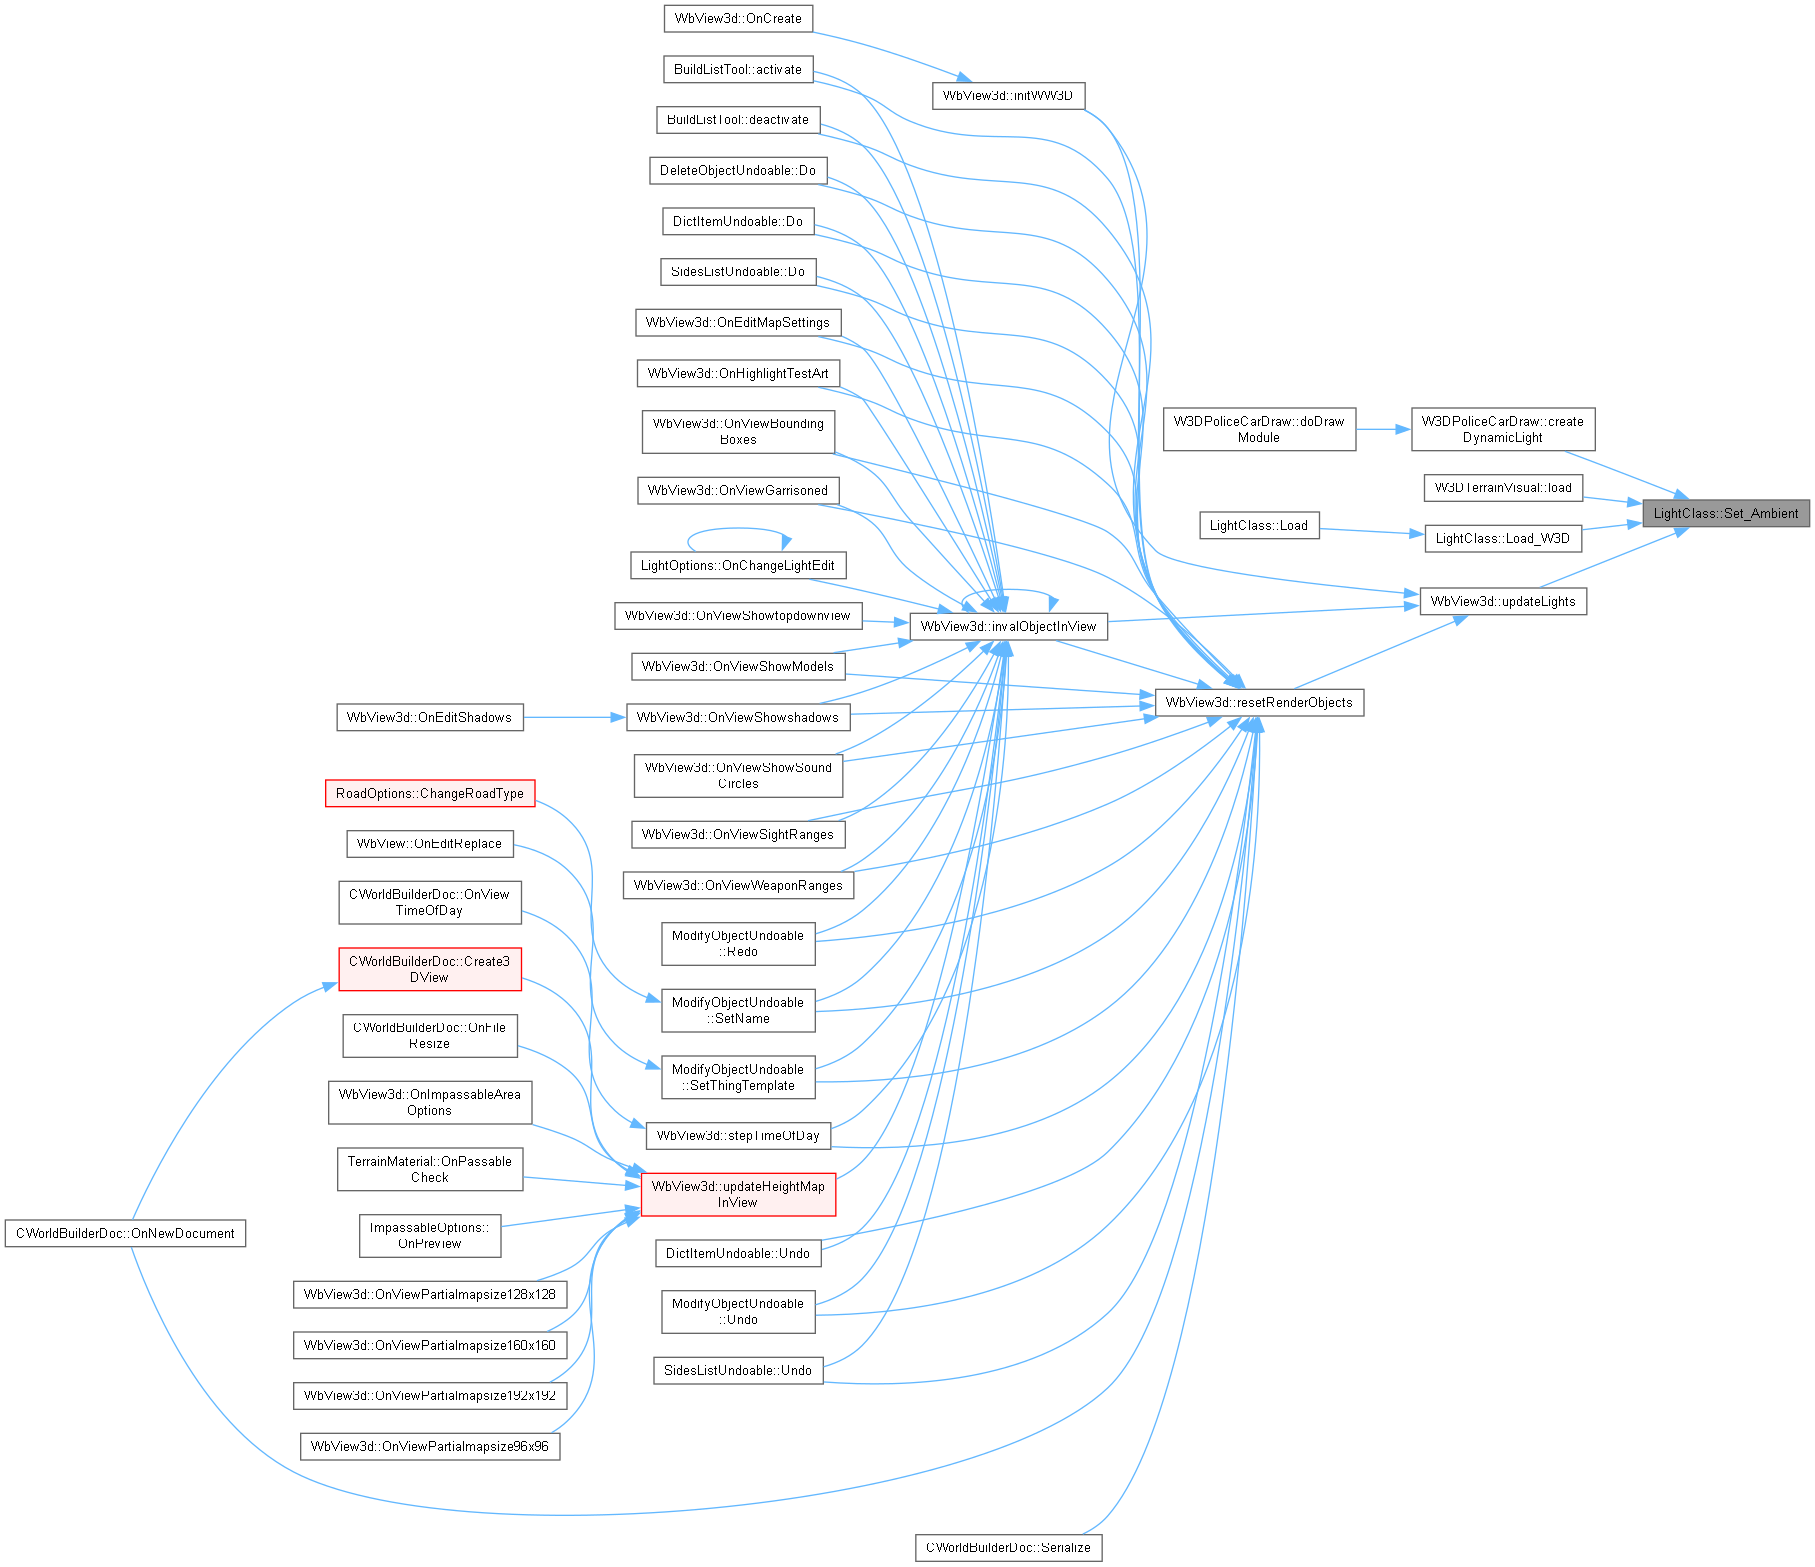 WbView3d::OnCreate
BuildListTool::activate
WbView3d::initWW3D
BuildListTool::deactivate
DeleteObjectUndoable::Do
DictItemUndoable::Do
SidesListUndoable::Do
WbView3d::OnEditMapSettings
WbView3d::OnHighlightTestArt
WbView3d::OnViewBounding
Boxes
W3DPoliceCarDraw::doDraw
Module
W3DPoliceCarDraw::create
DynamicLight
WbView3d::OnViewGarrisoned
W3DTerrainVisual::load
LightClass::Set_Ambient
LightClass::Load
LightClass::Load_W3D
LightOptions::OnChangeLightEdit
WbView3d::updateLights
WbView3d::OnViewShowtopdownview
WbView3d::invalObjectInView
WbView3d::OnViewShowModels
WbView3d::resetRenderObjects
WbView3d::OnEditShadows
WbView3d::OnViewShowshadows
WbView3d::OnViewShowSound
Circles
RoadOptions::ChangeRoadType
WbView3d::OnViewSightRanges
WbView::OnEditReplace
WbView3d::OnViewWeaponRanges
CWorldBuilderDoc::OnView
TimeOfDay
ModifyObjectUndoable
::Redo
CWorldBuilderDoc::Create3
DView
ModifyObjectUndoable
::SetName
CWorldBuilderDoc::OnFile
Resize
ModifyObjectUndoable
::SetThingTemplate
WbView3d::OnImpassableArea
Options
WbView3d::stepTimeOfDay
TerrainMaterial::OnPassable
Check
WbView3d::updateHeightMap
InView
CWorldBuilderDoc::OnNewDocument
ImpassableOptions::
OnPreview
DictItemUndoable::Undo
WbView3d::OnViewPartialmapsize128x128
ModifyObjectUndoable
::Undo
WbView3d::OnViewPartialmapsize160x160
SidesListUndoable::Undo
WbView3d::OnViewPartialmapsize192x192
WbView3d::OnViewPartialmapsize96x96
CWorldBuilderDoc::Serialize